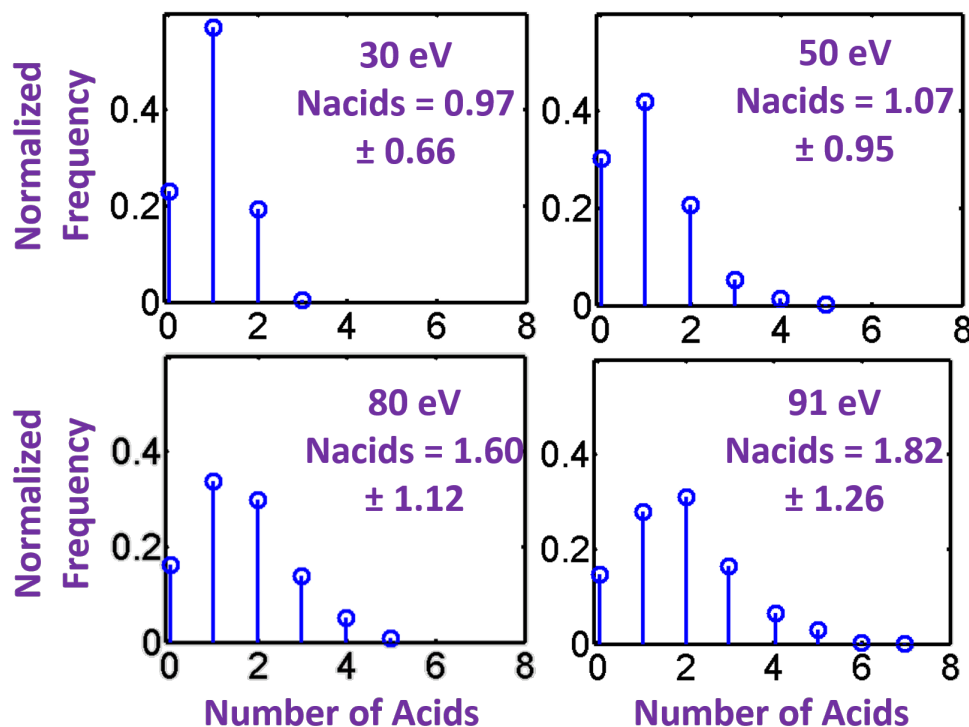 Normalized
Frequency
0.4
0.2
0
30 eV
Nacids = 0.97
± 0.66
0 2 4 6 8
0.4
0.2
0
50 eV
Nacids = 1.07
± 0.95
0 2 4 6 8
Normalized
Frequency
0.4
0.2
0
80 eV
Nacids = 1.60
± 1.12
0 2 4 6 8
0.4
0.2
0
91 eV
Nacids = 1.82
± 1.26
0 2 4 6 8
Number of Acids
Number of Acids